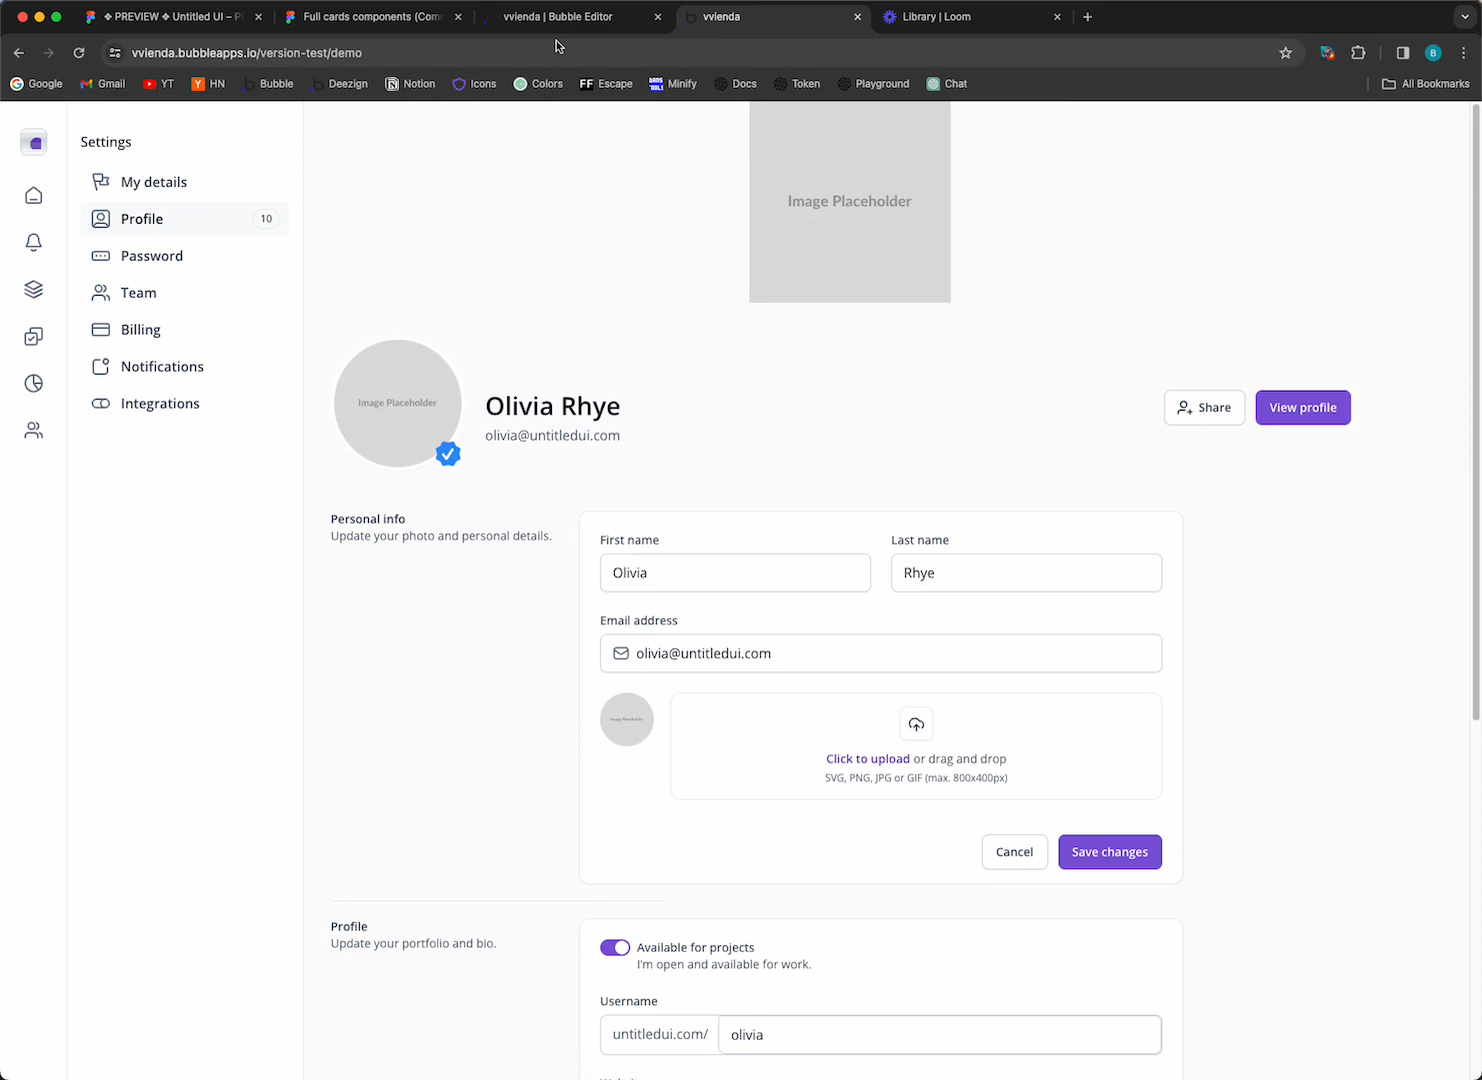 ❖ PREVIEW ❖ Untitled UI – P
Full cards components (Com
vvienda | Bubble Editor
vvienda
Library | Loom
vvienda.bubbleapps.io/version-test/demo
B
Google
Gmail
YT
HN
Bubble
Deezign
Notion
Icons
Colors
FF Escape
Minify
Docs
Token
Playground
Chat
All Bookmarks
Settings
My details
Profile
10
Password
Team
Billing
Notifications
Integrations
Image Placeholder
Image Placeholder
Olivia Rhye
olivia@untitledui.com
Share
View profile
Personal info
Update your photo and personal details.
First name
Last name
Olivia
Rhye
Email address
olivia@untitledui.com
Image Placeholder
Click to upload or drag and drop
SVG, PNG, JPG or GIF (max. 800x400px)
Cancel
Save changes
Profile
Update your portfolio and bio.
Available for projects
I'm open and available for work.
Username
untitledui.com/
olivia